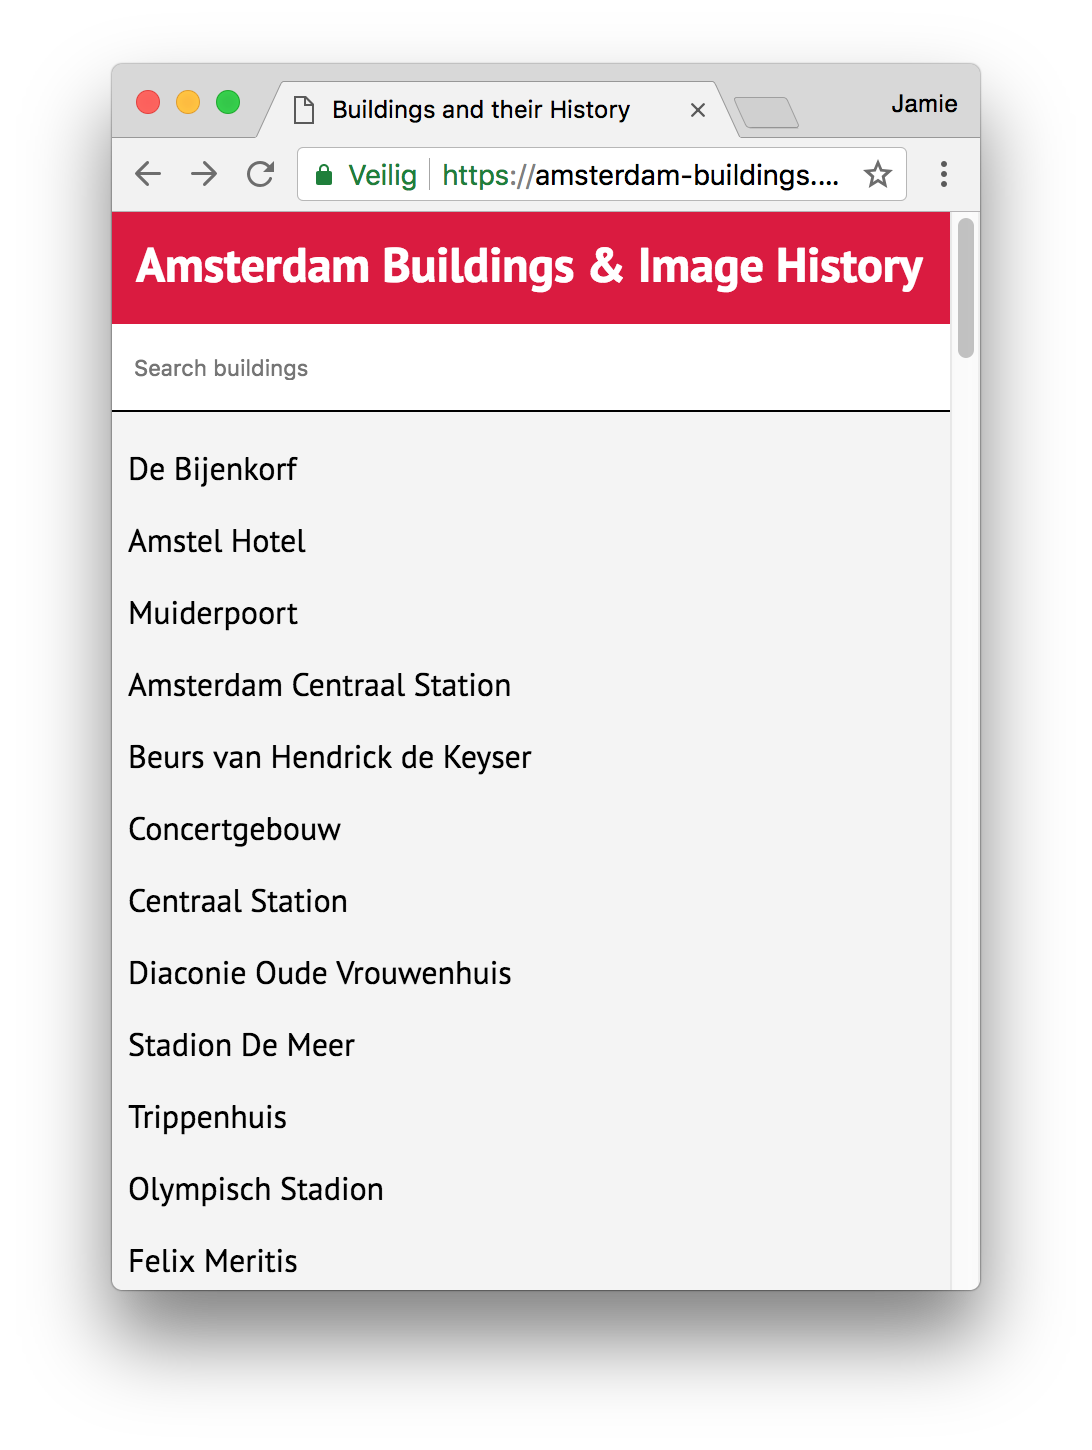 Buildings and their History
Jamie
Veilig https://amsterdam-buildings....
Amsterdam Buildings & Image History
Search buildings
De Bijenkorf
Amstel Hotel
Muiderpoort
Amsterdam Centraal Station
Beurs van Hendrick de Keyser
Concertgebouw
Centraal Station
Diaconie Oude Vrouwenhuis
Stadion De Meer
Trippenhuis
Olympisch Stadion
Felix Meritis